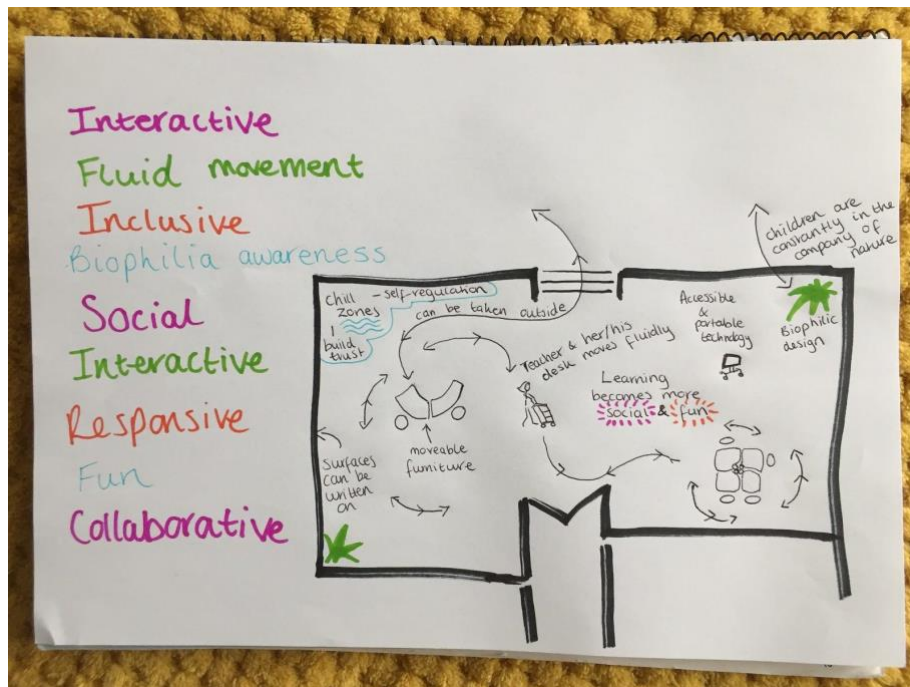 Interactive
Fluid movement
Inclusive
Biophilia awareness
Social
Interactive
Responsive
Fun
Collaborative
children are
constantly in the
company of
nature
chill
zones
build
trust
- self-regulation
can be taken outside
Teacher & her/his
desk moves fluidly
Accessible
&
portable
technology
Biophilic
design
Learning
becomes more
social & fun
moveable
furniture
surfaces
can be
written
on